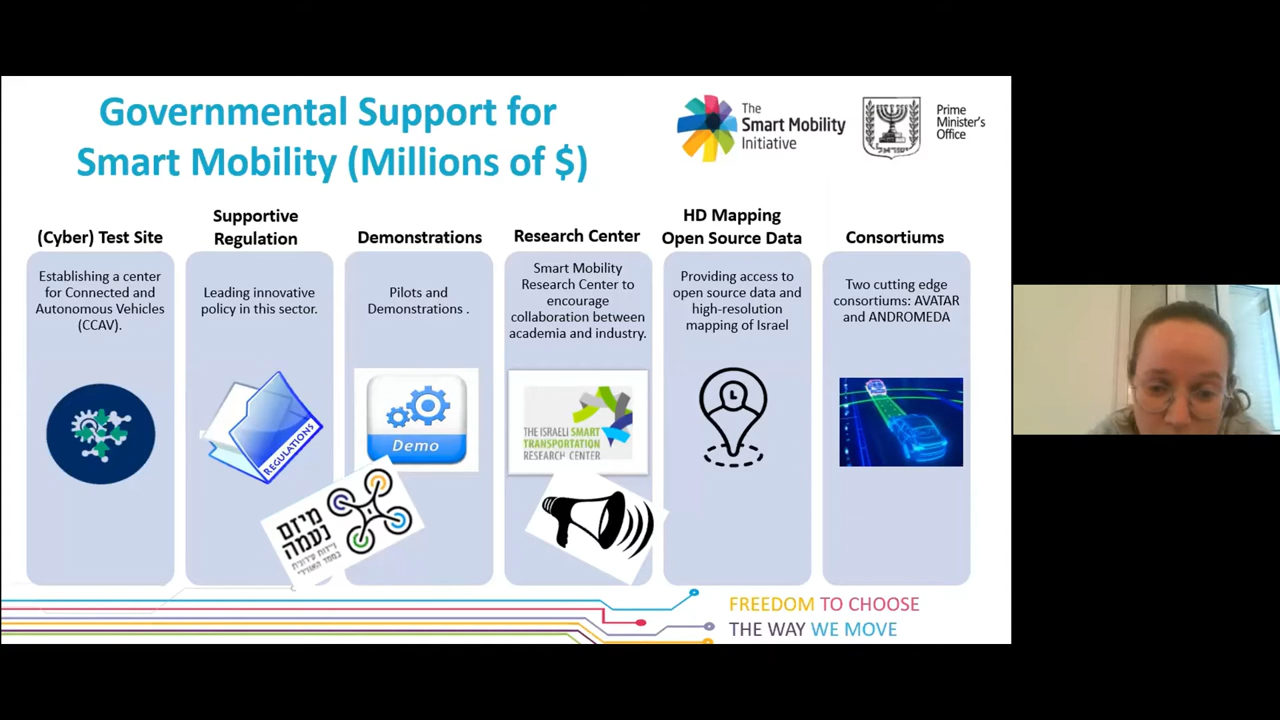 Governmental Support for
Smart Mobility (Millions of $)
The
Smart Mobility
Initiative
ישראל
Prime
Minister's
Office
(Cyber) Test Site
Establishing a center
for Connected and
Autonomous Vehicles
(CCAV).
Supportive
Regulation
Leading innovative
policy in this sector.
REGULATIONS
Demonstrations
Pilots and
Demonstrations .
Demo
מיזם
נעמה
Research Center
Smart Mobility
Research Center to
encourage
collaboration between
academia and industry.
THE ISRAELI SMART
TRANSPORTATION
RESEARCH CENTER
HD Mapping
Open Source Data
Providing access to
open source data and
high-resolution
mapping of Israel
Consortiums
Two cutting edge
consortiums: AVATAR
and ANDROMEDA
FREEDOM TO CHOOSE
THE WAY WE MOVE